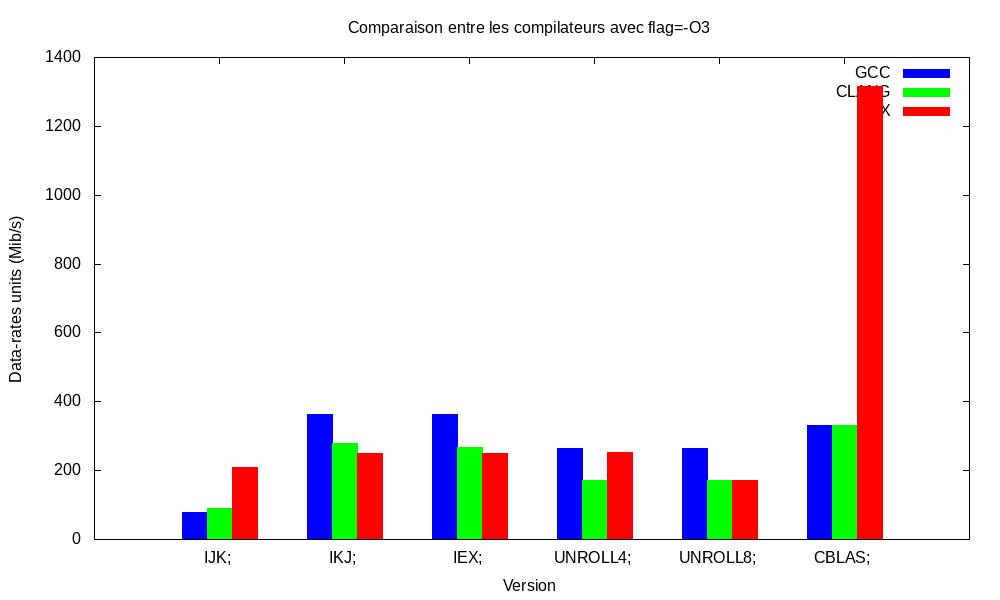 Comparaison entre les compilateurs avec flag=-O3
1400
1200
1000
800
600
400
200
0
Data-rates units (Mib/s)
GCC
IJK;
IKJ;
IEX;
UNROLL4;
UNROLL8;
CBLAS;
Version